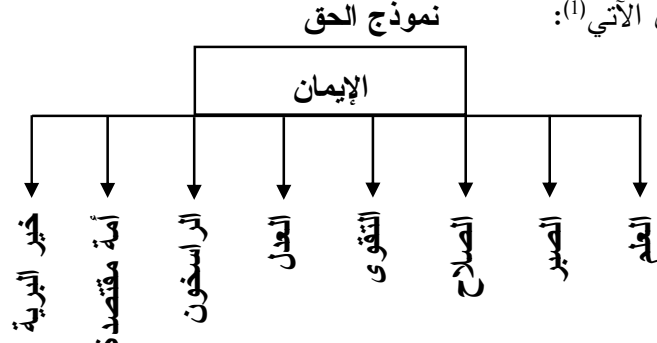 الآتي(1):
نموذج الحق
الإيمان
العلم
الصبر
الصلاح
التقوى
العدل
الراسخون
أمة مقتصدة
خير البرية